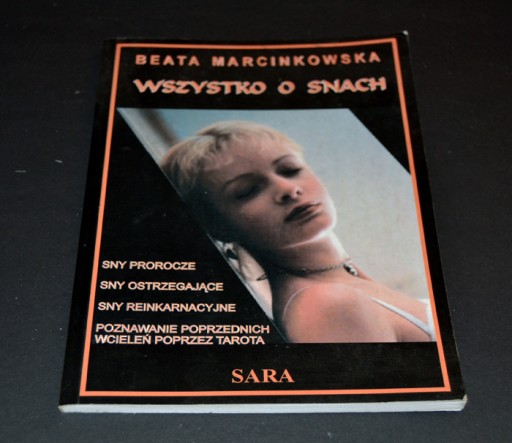 BEATA MARCINKOWSKA
WSZYSTKO O SNACH
SNY PROROCZE
SNY OSTRZEGAJĄCE
SNY REINKARNACYJNE
POZNAWANIE POPRZEDNICH
WCIELEŃ POPRZEZ TAROTA
SARA